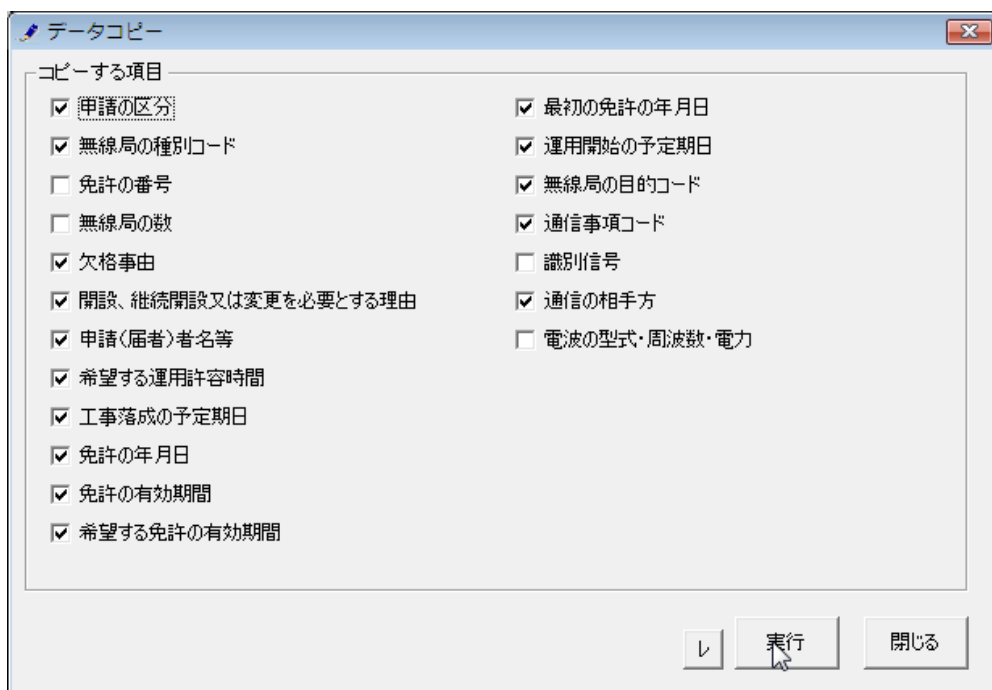 データコピー
コピーする項目
申請の区分
無線局の種別コード
免許の番号
無線局の数
欠格事由
開設、継続開設又は変更を必要とする理由
申請(届者)者名等
希望する運用許容時間
工事落成の予定期日
免許の年月日
免許の有効期間
希望する免許の有効期間
最初の免許の年月日
運用開始の予定期日
無線局の目的コード
通信事項コード
識別信号
通信の相手方
電波の型式・周波数・電力
レ
実行
閉じる